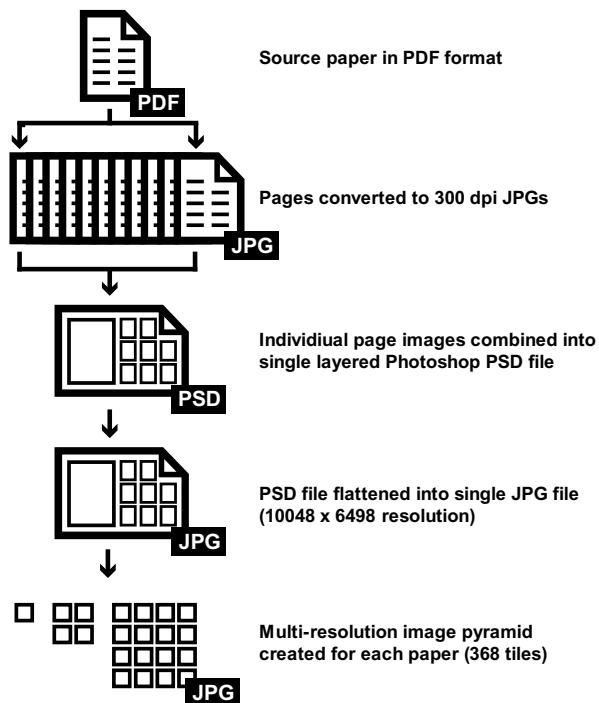 Source paper in PDF format
PDF
Pages converted to 300 dpi JPGs
JPG
Individiual page images combined into
single layered Photoshop PSD file
PSD
PSD file flattened into single JPG file
(10048 x 6498 resolution)
JPG
Multi-resolution image pyramid
created for each paper (368 tiles)
JPG